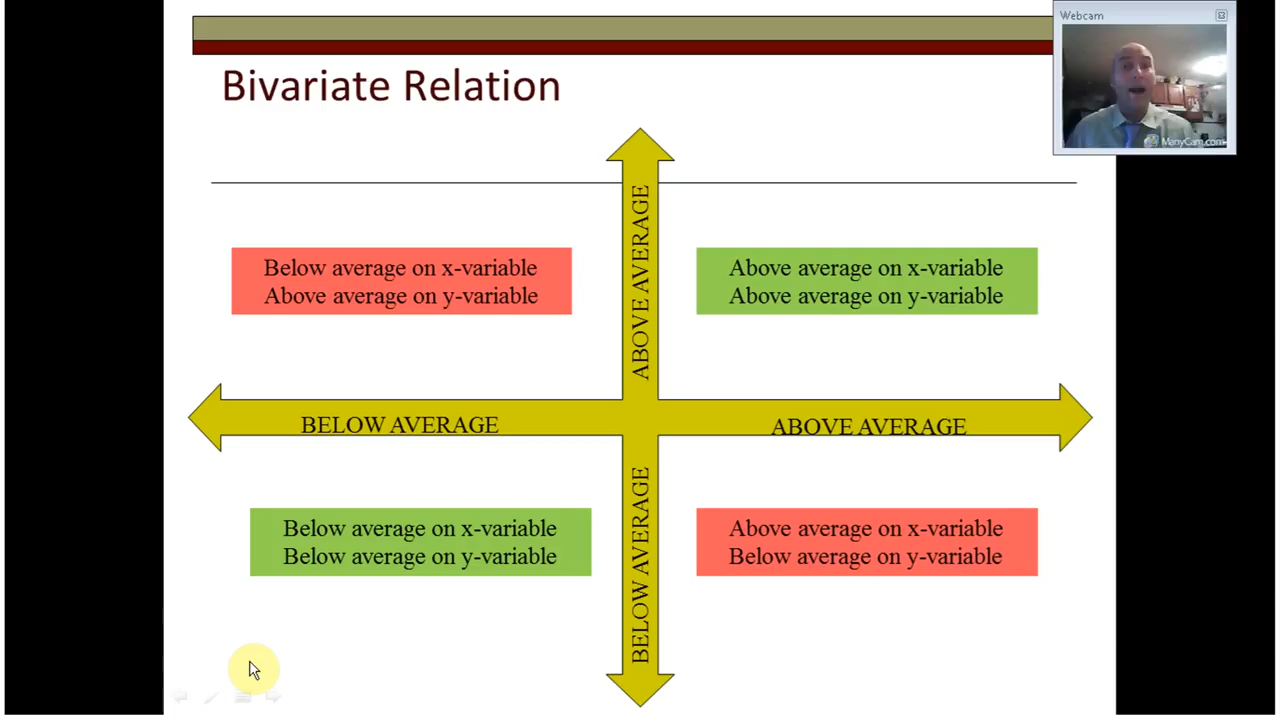 Webcam
Bivariate Relation
ManyCam.com
ABOVE AVERAGE
Below average on x-variable
Above average on y-variable
Above average on x-variable
Above average on y-variable
BELOW AVERAGE
ABOVE AVERAGE
BELOW AVERAGE
Below average on x-variable
Below average on y-variable
Above average on x-variable
Below average on y-variable